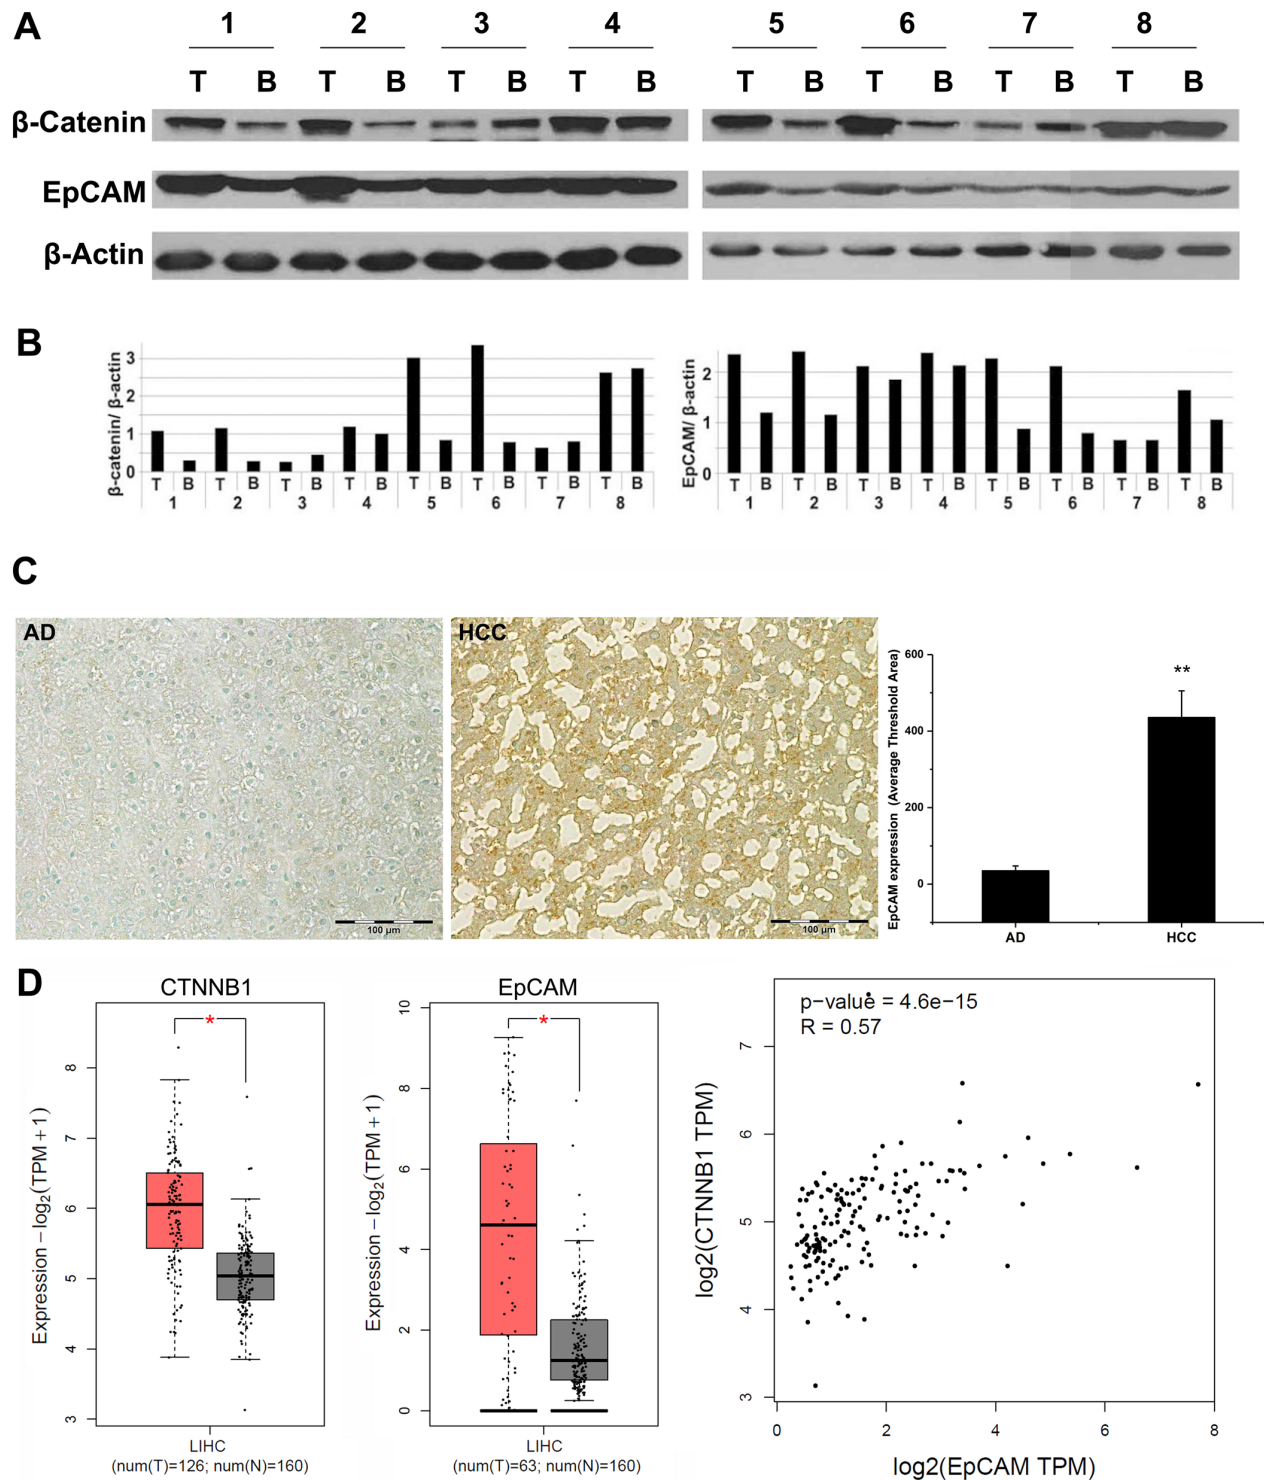 A
1 2 3 4 5 6 7 8
T B T B T B T B T B T B T B T B
β-Catenin
EpCAM
β-Actin
B
β-catenin/ β-actin
3
2
1
0
T B T B T B T B T B T B T B T B
1 2 3 4 5 6 7 8
EpCAM/ β-actin
2
1
0
T B T B T B T B T B T B T B T B
1 2 3 4 5 6 7 8
C
AD
100 µm
HCC
100 µm
EpCAM expression (Average Threshold Area)
600
400
200
0
**
AD HCC
D
CTNNB1
*
Expression – log2(TPM + 1)
8
7
6
5
4
3
LIHC
(num(T)=126; num(N)=160)
EpCAM
*
Expression – log2(TPM + 1)
10
8
6
4
2
0
LIHC
(num(T)=63; num(N)=160)
p-value = 4.6e−15
R = 0.57
log2(CTNNB1 TPM)
7
6
5
4
3
0 2 4 6 8
log2(EpCAM TPM)